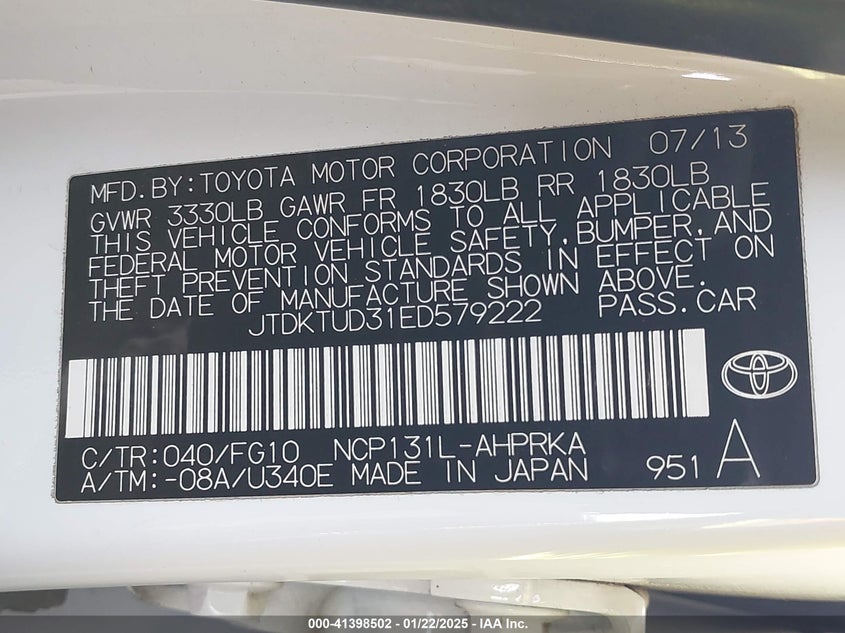 MFD.BY:TOYOTA MOTOR CORPORATION 07/13
GVWR 3330LB GAWR FR 1830LB RR 1830LB
THIS VEHICLE CONFORMS TO ALL APPLICABLE
FEDERAL MOTOR VEHICLE SAFETY,BUMPER,AND
THEFT PREVENTION STANDARDS IN EFFECT ON
THE DATE OF MANUFACTURE SHOWN ABOVE.
JTDKTUD31ED579222 PASS.CAR
C/TR:040/FG10 NCP131L-AHPRKA
A/TM:-08A/U340E MADE IN JAPAN 951 A
000-41398502 - 01/22/2025 - IAA Inc.